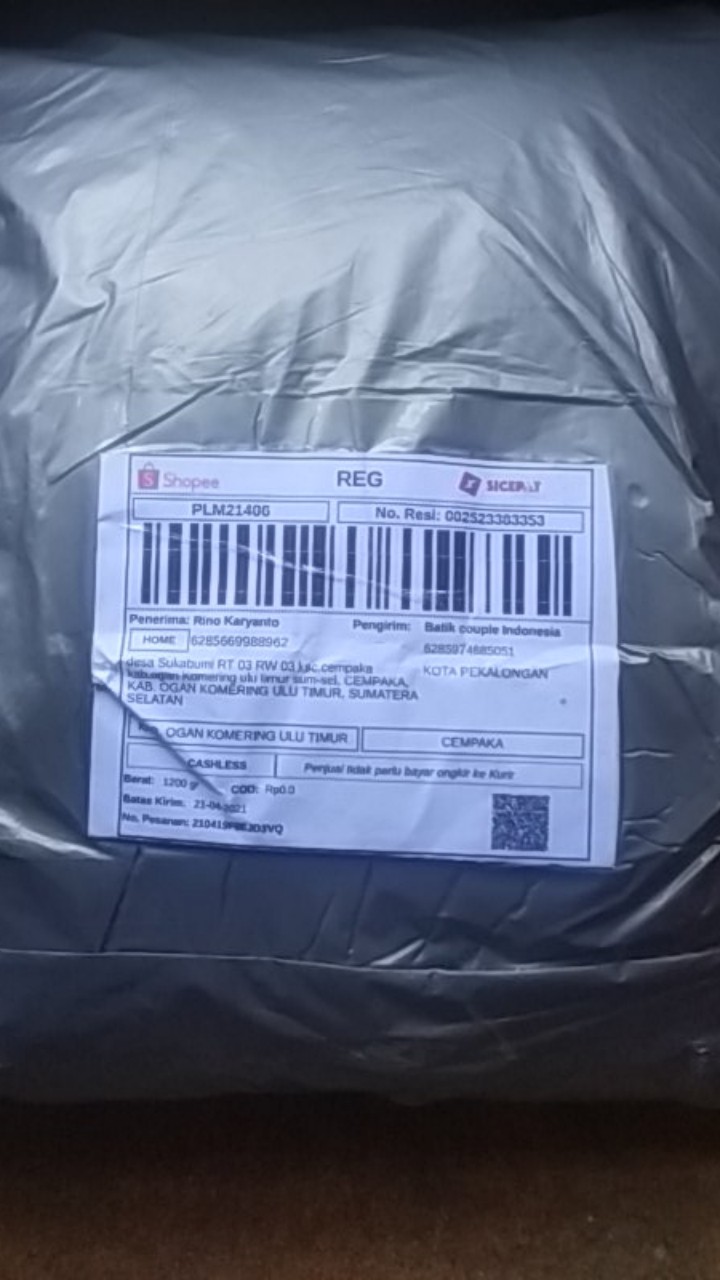 Shopee REG SICEPAT
PLM21406 No. Resi: 002523383353
Penerima: Rino Karyanto Pengirim: Batik couple Indonesia
HOME 6285669988962 6285974685051
desa Sukabumi RT 03 RW 03 kec.cempaka KOTA PEKALONGAN
kab.ogan komering ulu timur sum-sel, CEMPAKA,
KAB. OGAN KOMERING ULU TIMUR, SUMATERA
SELATAN
OGAN KOMERING ULU TIMUR CEMPAKA
CASHLESS Penjual tidak perlu bayar ongkir ke Kurir
Berat: 1200 gr COD: Rp0.0
Batas Kirim: 21-04-2021
No. Pesanan: